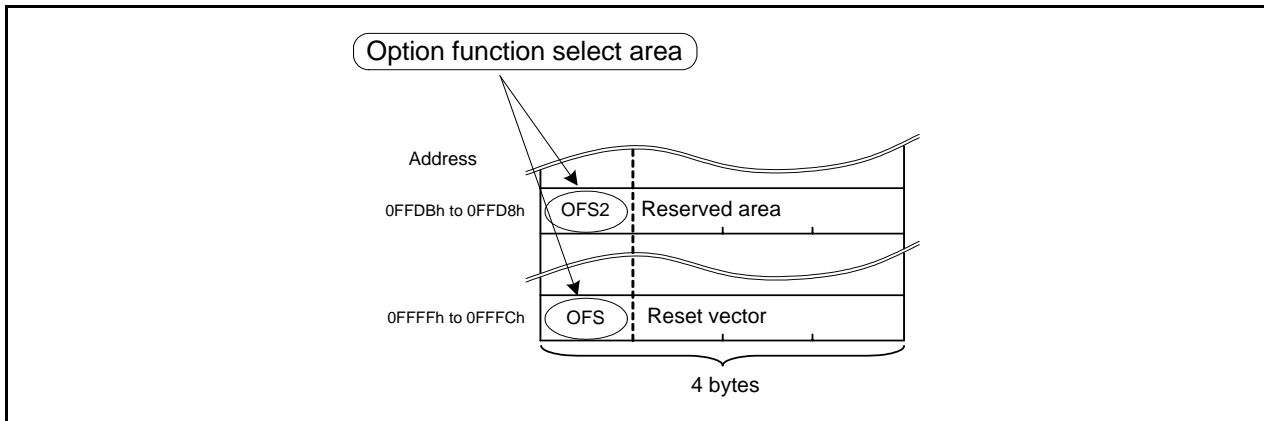 Option function select area
Address
0FFDBh to 0FFD8h OFS2 Reserved area
0FFFFh to 0FFFCh OFS Reset vector
4 bytes